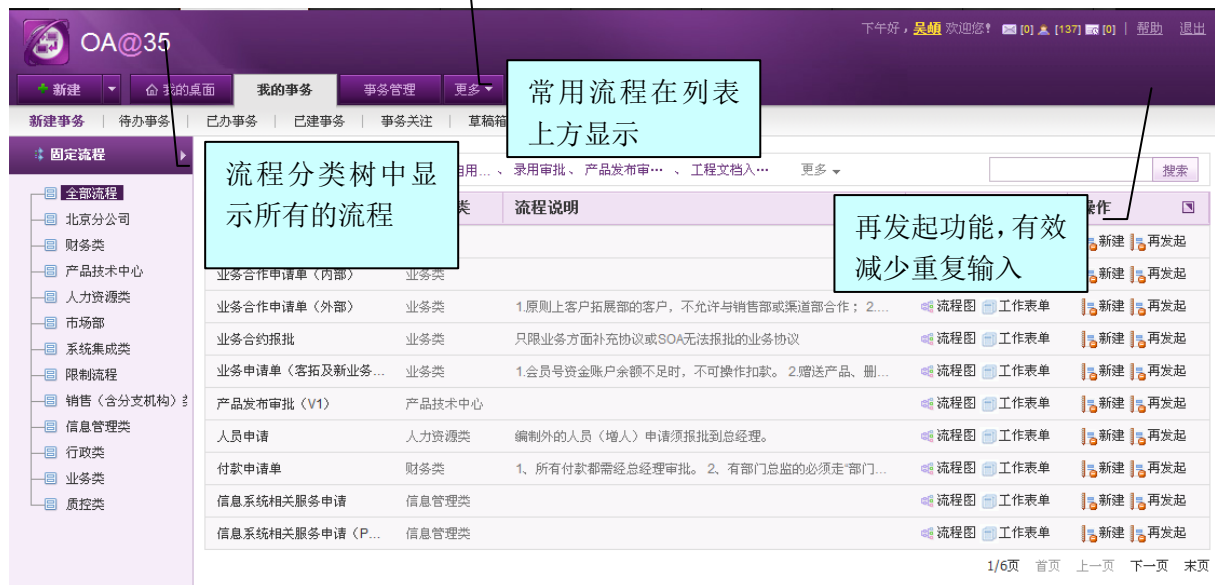 OA@35
下午好，吴頔 欢迎您！ [0] [137] [0] | 帮助 退出
新建 我的桌面 我的事务 事务管理 更多
新建事务 | 待办事务 | 已办事务 | 已建事务 | 事务关注 | 草稿箱
常用流程在列表
上方显示
固定流程
流程分类树中显
示所有的流程
自用...、录用审批、产品发布审...、工程文档入... 更多
搜索
类 流程说明 操作
再发起功能,有效
减少重复输入
全部流程
北京分公司
财务类
产品技术中心
人力资源类
市场部
系统集成类
限制流程
销售（含分支机构）
信息管理类
行政类
业务类
质控类
新建 再发起
业务合作申请单（内部） 业务类 新建 再发起
业务合作申请单（外部） 业务类 1.原则上客户拓展部的客户，不允许与销售部或渠道部合作； 2.... 流程图 工作表单 新建 再发起
业务合约报批 业务类 只限业务方面补充协议或SOA无法报批的业务协议 流程图 工作表单 新建 再发起
业务申请单（客拓及新业务... 业务类 1.会员号资金账户余额不足时，不可操作扣款。 2.赠送产品、删... 流程图 工作表单 新建 再发起
产品发布审批（V1） 产品技术中心 流程图 工作表单 新建 再发起
人员申请 人力资源类 编制外的人员（增人）申请须报批到总经理。 流程图 工作表单 新建 再发起
付款申请单 财务类 1、所有付款都需经总经理审批。 2、有部门总监的必须走“部门... 流程图 工作表单 新建 再发起
信息系统相关服务申请 信息管理类 流程图 工作表单 新建 再发起
信息系统相关服务申请（P... 信息管理类 流程图 工作表单 新建 再发起
1/6页 首页 上一页 下一页 末页